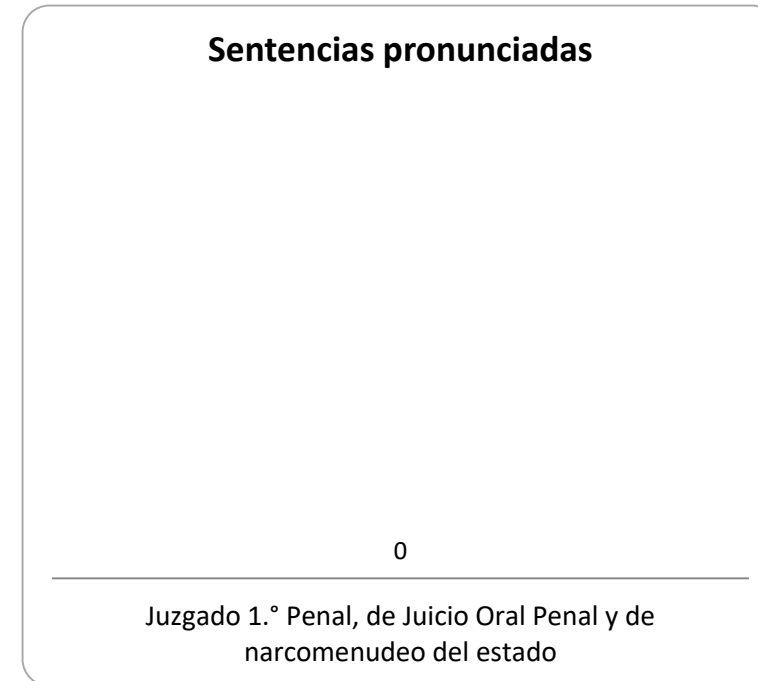 Sentencias pronunciadas
0
Juzgado 1.° Penal, de Juicio Oral Penal y de
narcomenudeo del estado